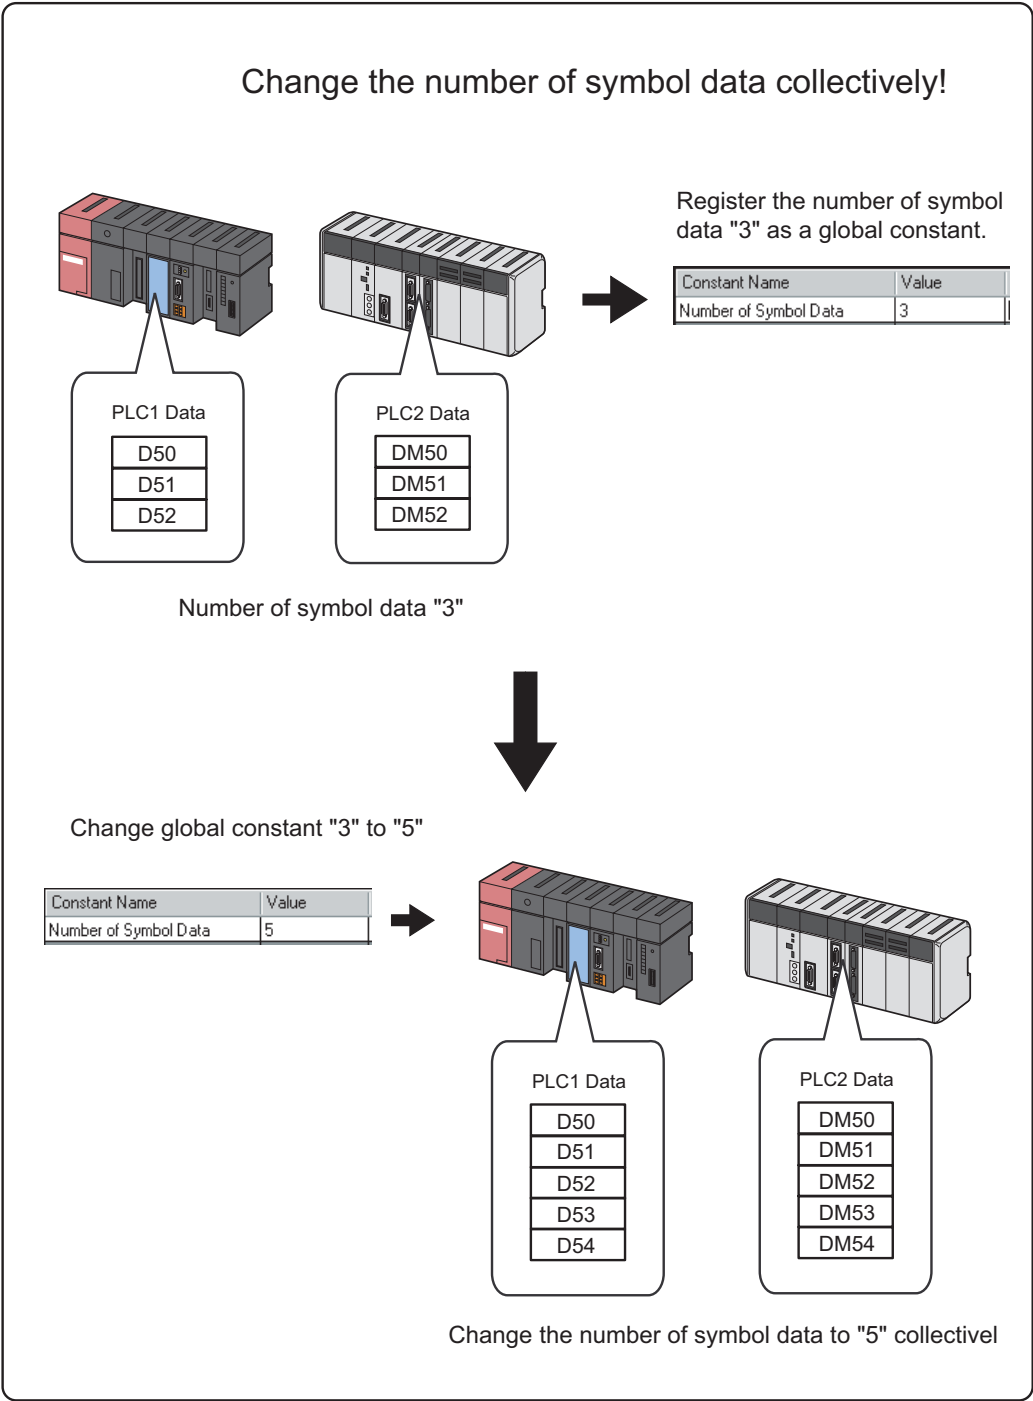 Change the number of symbol data collectively!
Register the number of symbol
data "3" as a global constant.
Constant Name Value
Number of Symbol Data 3
PLC1 Data
D50
D51
D52
PLC2 Data
DM50
DM51
DM52
Number of symbol data "3"
Change global constant "3" to "5"
Constant Name Value
Number of Symbol Data 5
PLC1 Data
D50
D51
D52
D53
D54
PLC2 Data
DM50
DM51
DM52
DM53
DM54
Change the number of symbol data to "5" collectivel